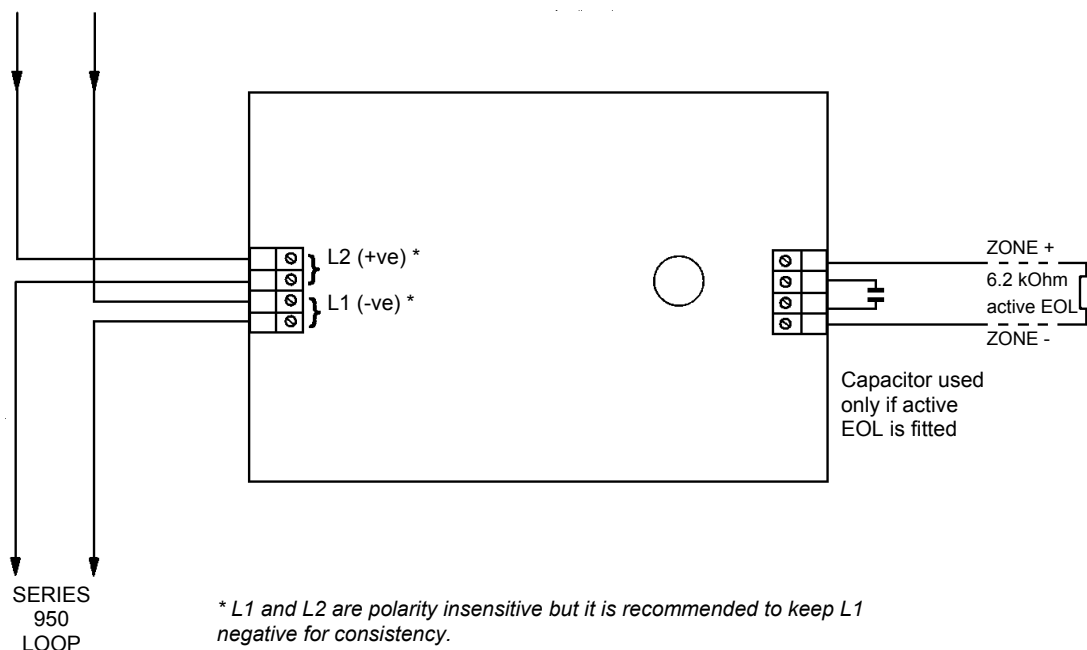 L2 (+ve) *
L1 (-ve) *
ZONE +
6.2 kOhm
active EOL
ZONE -
Capacitor used
only if active
EOL is fitted
SERIES
950
LOOP
* L1 and L2 are polarity insensitive but it is recommended to keep L1
negative for consistency.